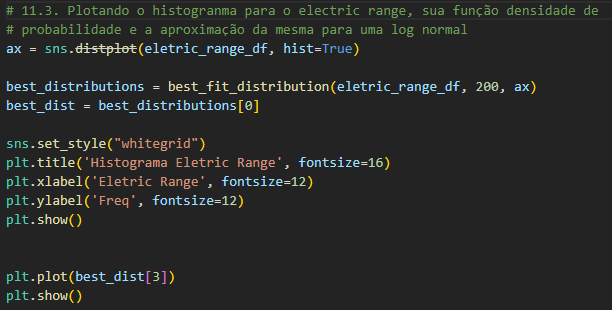 # 11.3. Plotando o histogranma para o electric range, sua função densidade de
# probabilidade e a aproximação da mesma para uma log normal
ax = sns.distplot(eletric_range_df, hist=True)
best_distributions = best_fit_distribution(eletric_range_df, 200, ax)
best_dist = best_distributions[0]
sns.set_style("whitegrid")
plt.title('Histograma Eletric Range', fontsize=16)
plt.xlabel('Eletric Range', fontsize=12)
plt.ylabel('Freq', fontsize=12)
plt.show()
plt.plot(best_dist[3])
plt.show()